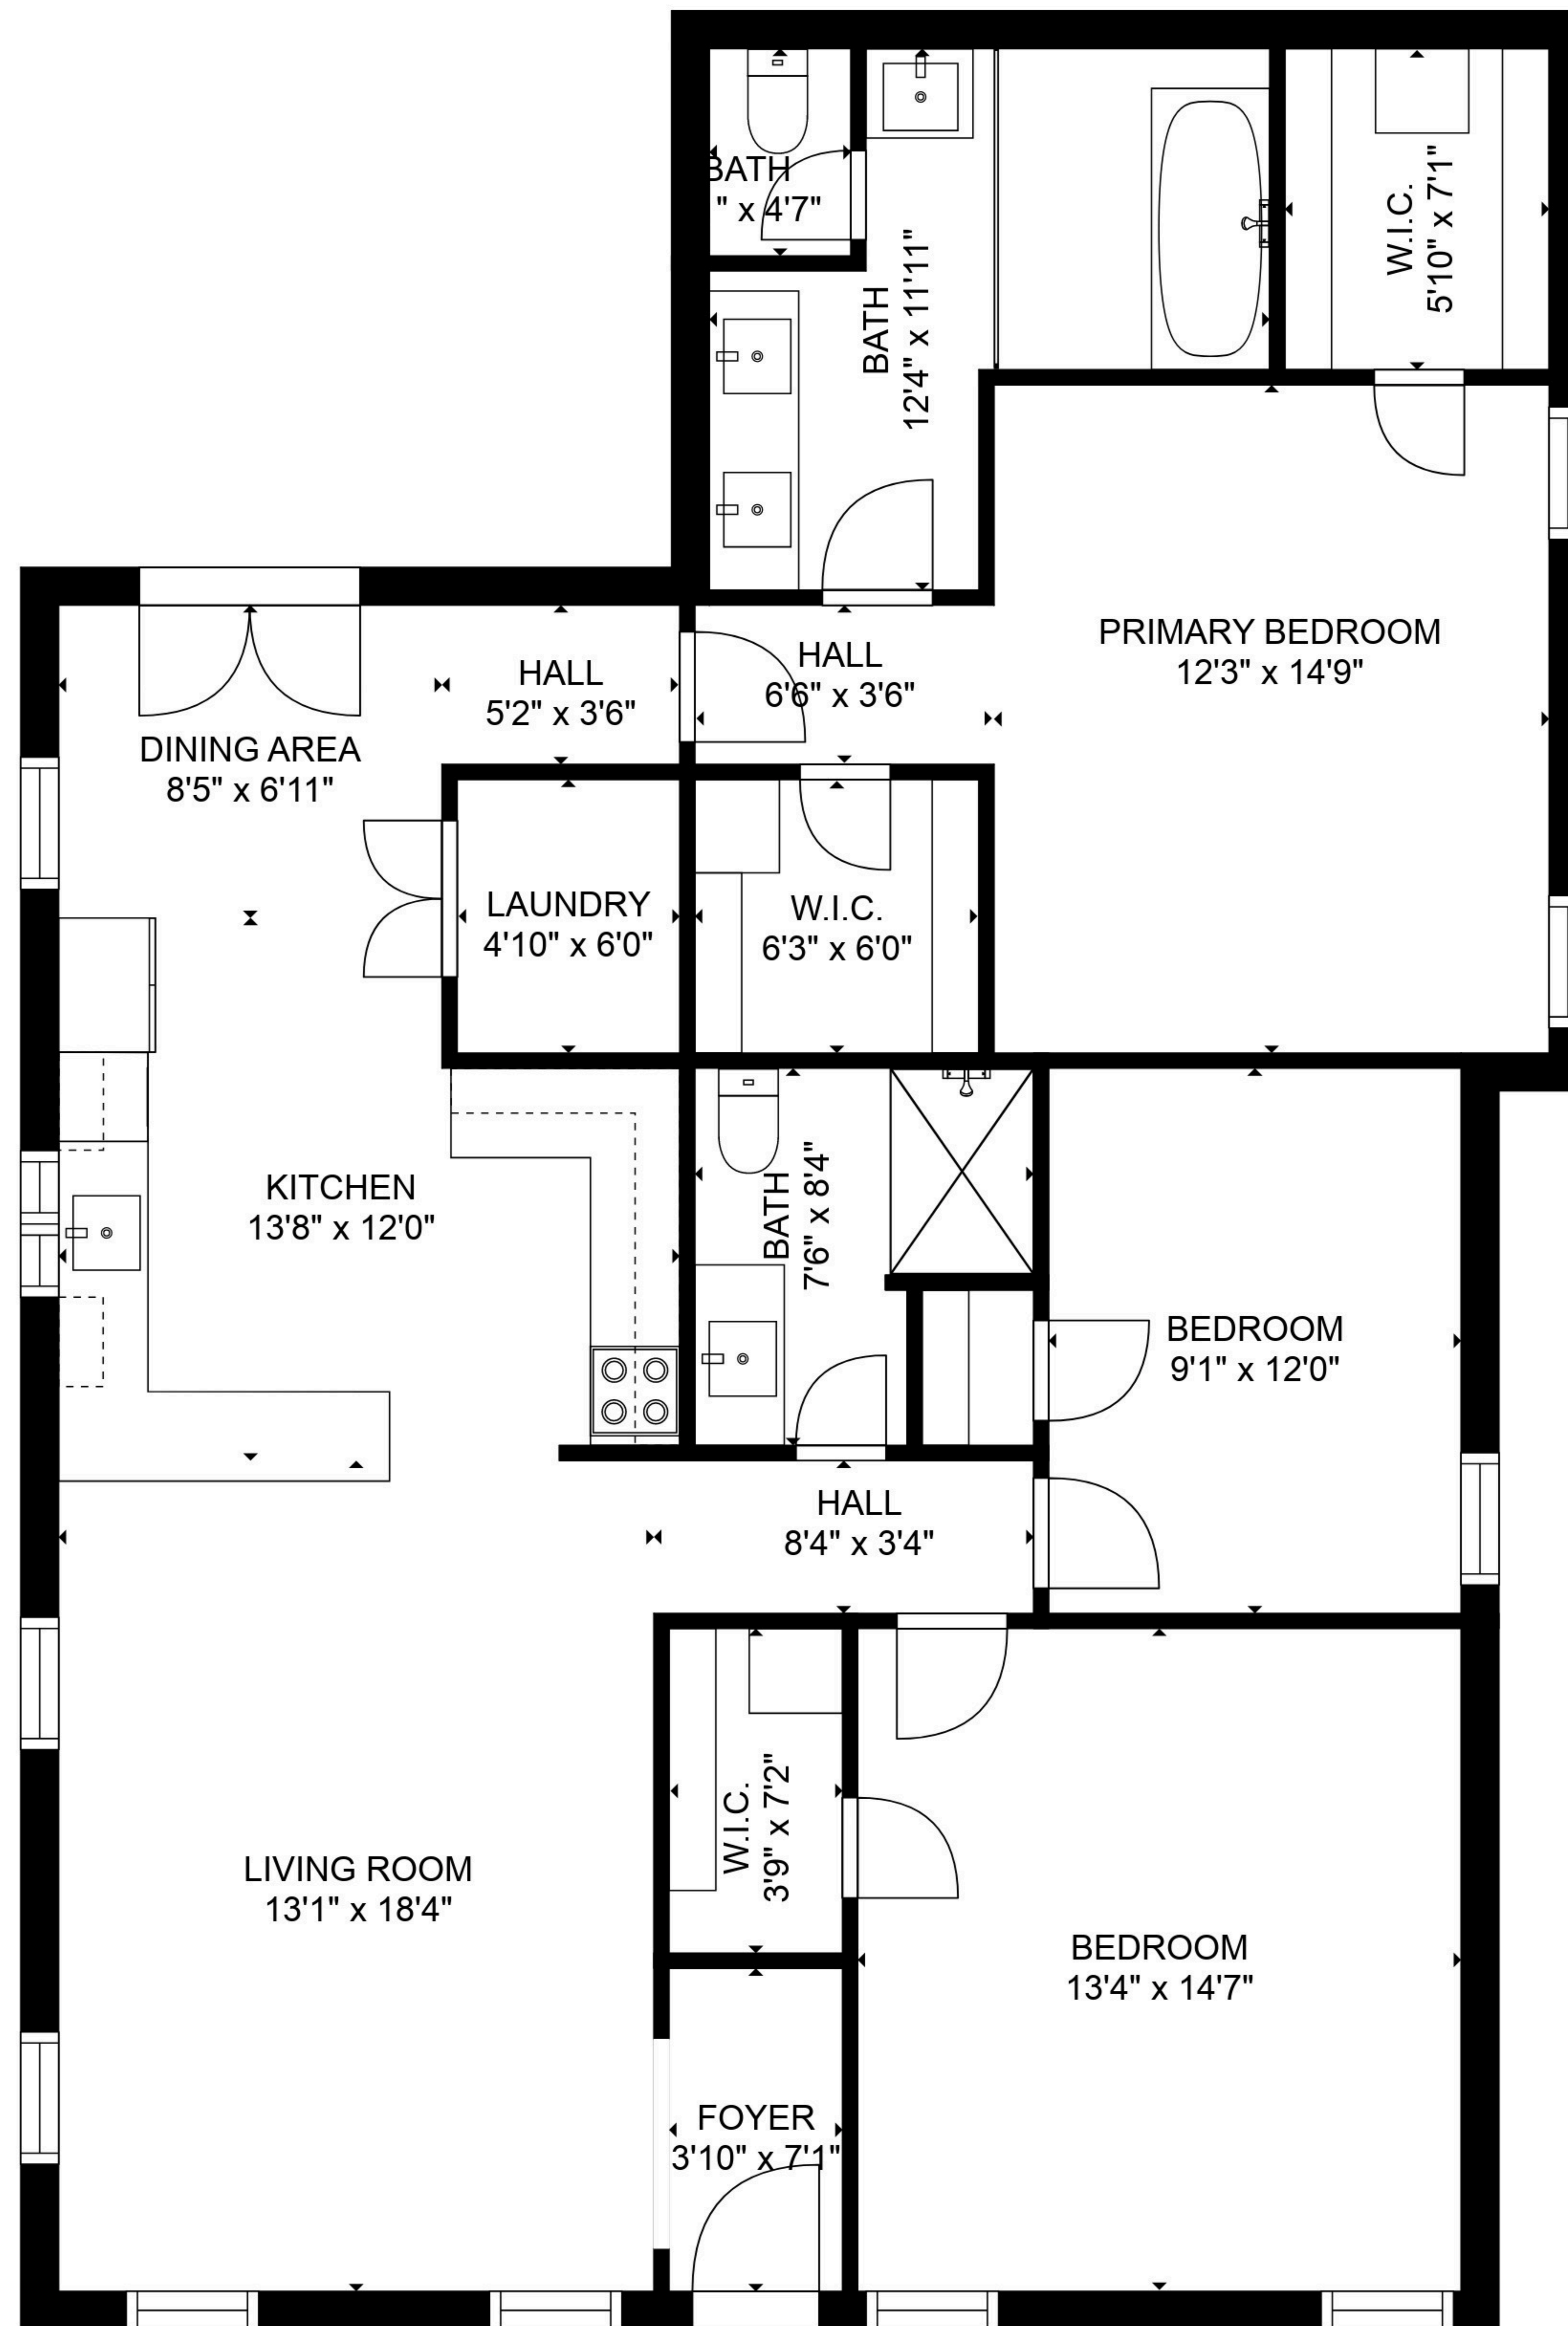 BATH
" x 4'7"
BATH
12'4" x 11'11"
W.I.C.
5'10" x 7'1"
PRIMARY BEDROOM
12'3" x 14'9"
HALL
5'2" x 3'6"
HALL
6'6" x 3'6"
DINING AREA
8'5" x 6'11"
LAUNDRY
4'10" x 6'0"
W.I.C.
6'3" x 6'0"
KITCHEN
13'8" x 12'0"
BATH
7'6" x 8'4"
BEDROOM
9'1" x 12'0"
HALL
8'4" x 3'4"
W.I.C.
3'9" x 7'2"
LIVING ROOM
13'1" x 18'4"
BEDROOM
13'4" x 14'7"
FOYER
3'10" x 7'1"